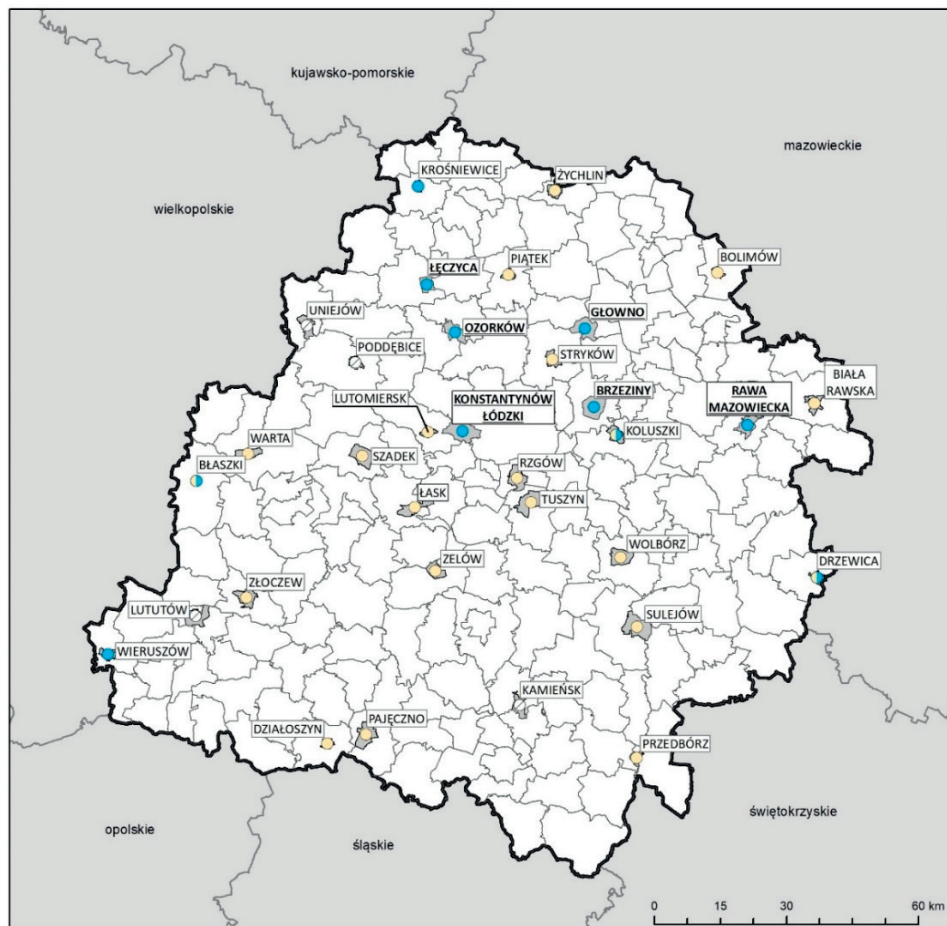 kujawsko-pomorskie
mazowieckie
KROŚNIEWICE
ŻYCHLIN
wielkopolskie
BOLIMÓW
PIĄTEK
ŁĘCZYCA
UNIEJÓW
GŁOWNO
OZORKÓW
PODDĘBICE
STRYKÓW
BIAŁA
RAWSKA
LUTOMIERSK
KONSTANTYNÓW
ŁÓDZKI
BRZEZINY
RAWA
MAZOWIECKA
KOLUSZKI
WARTA
SZADEK
RZGÓW
BŁASZKI
ŁASK
TUSZYN
WOLBÓRZ
DRZEWICA
ZELÓW
ZŁOCZEW
LUTUTÓW
SULEJÓW
WIERUSZÓW
KAMIEŃSK
DZIAŁOSZYN
PAJĘCZNO
PRZEDBÓRZ
opolskie
śląskie
świętokrzyskie
0 15 30 60 km